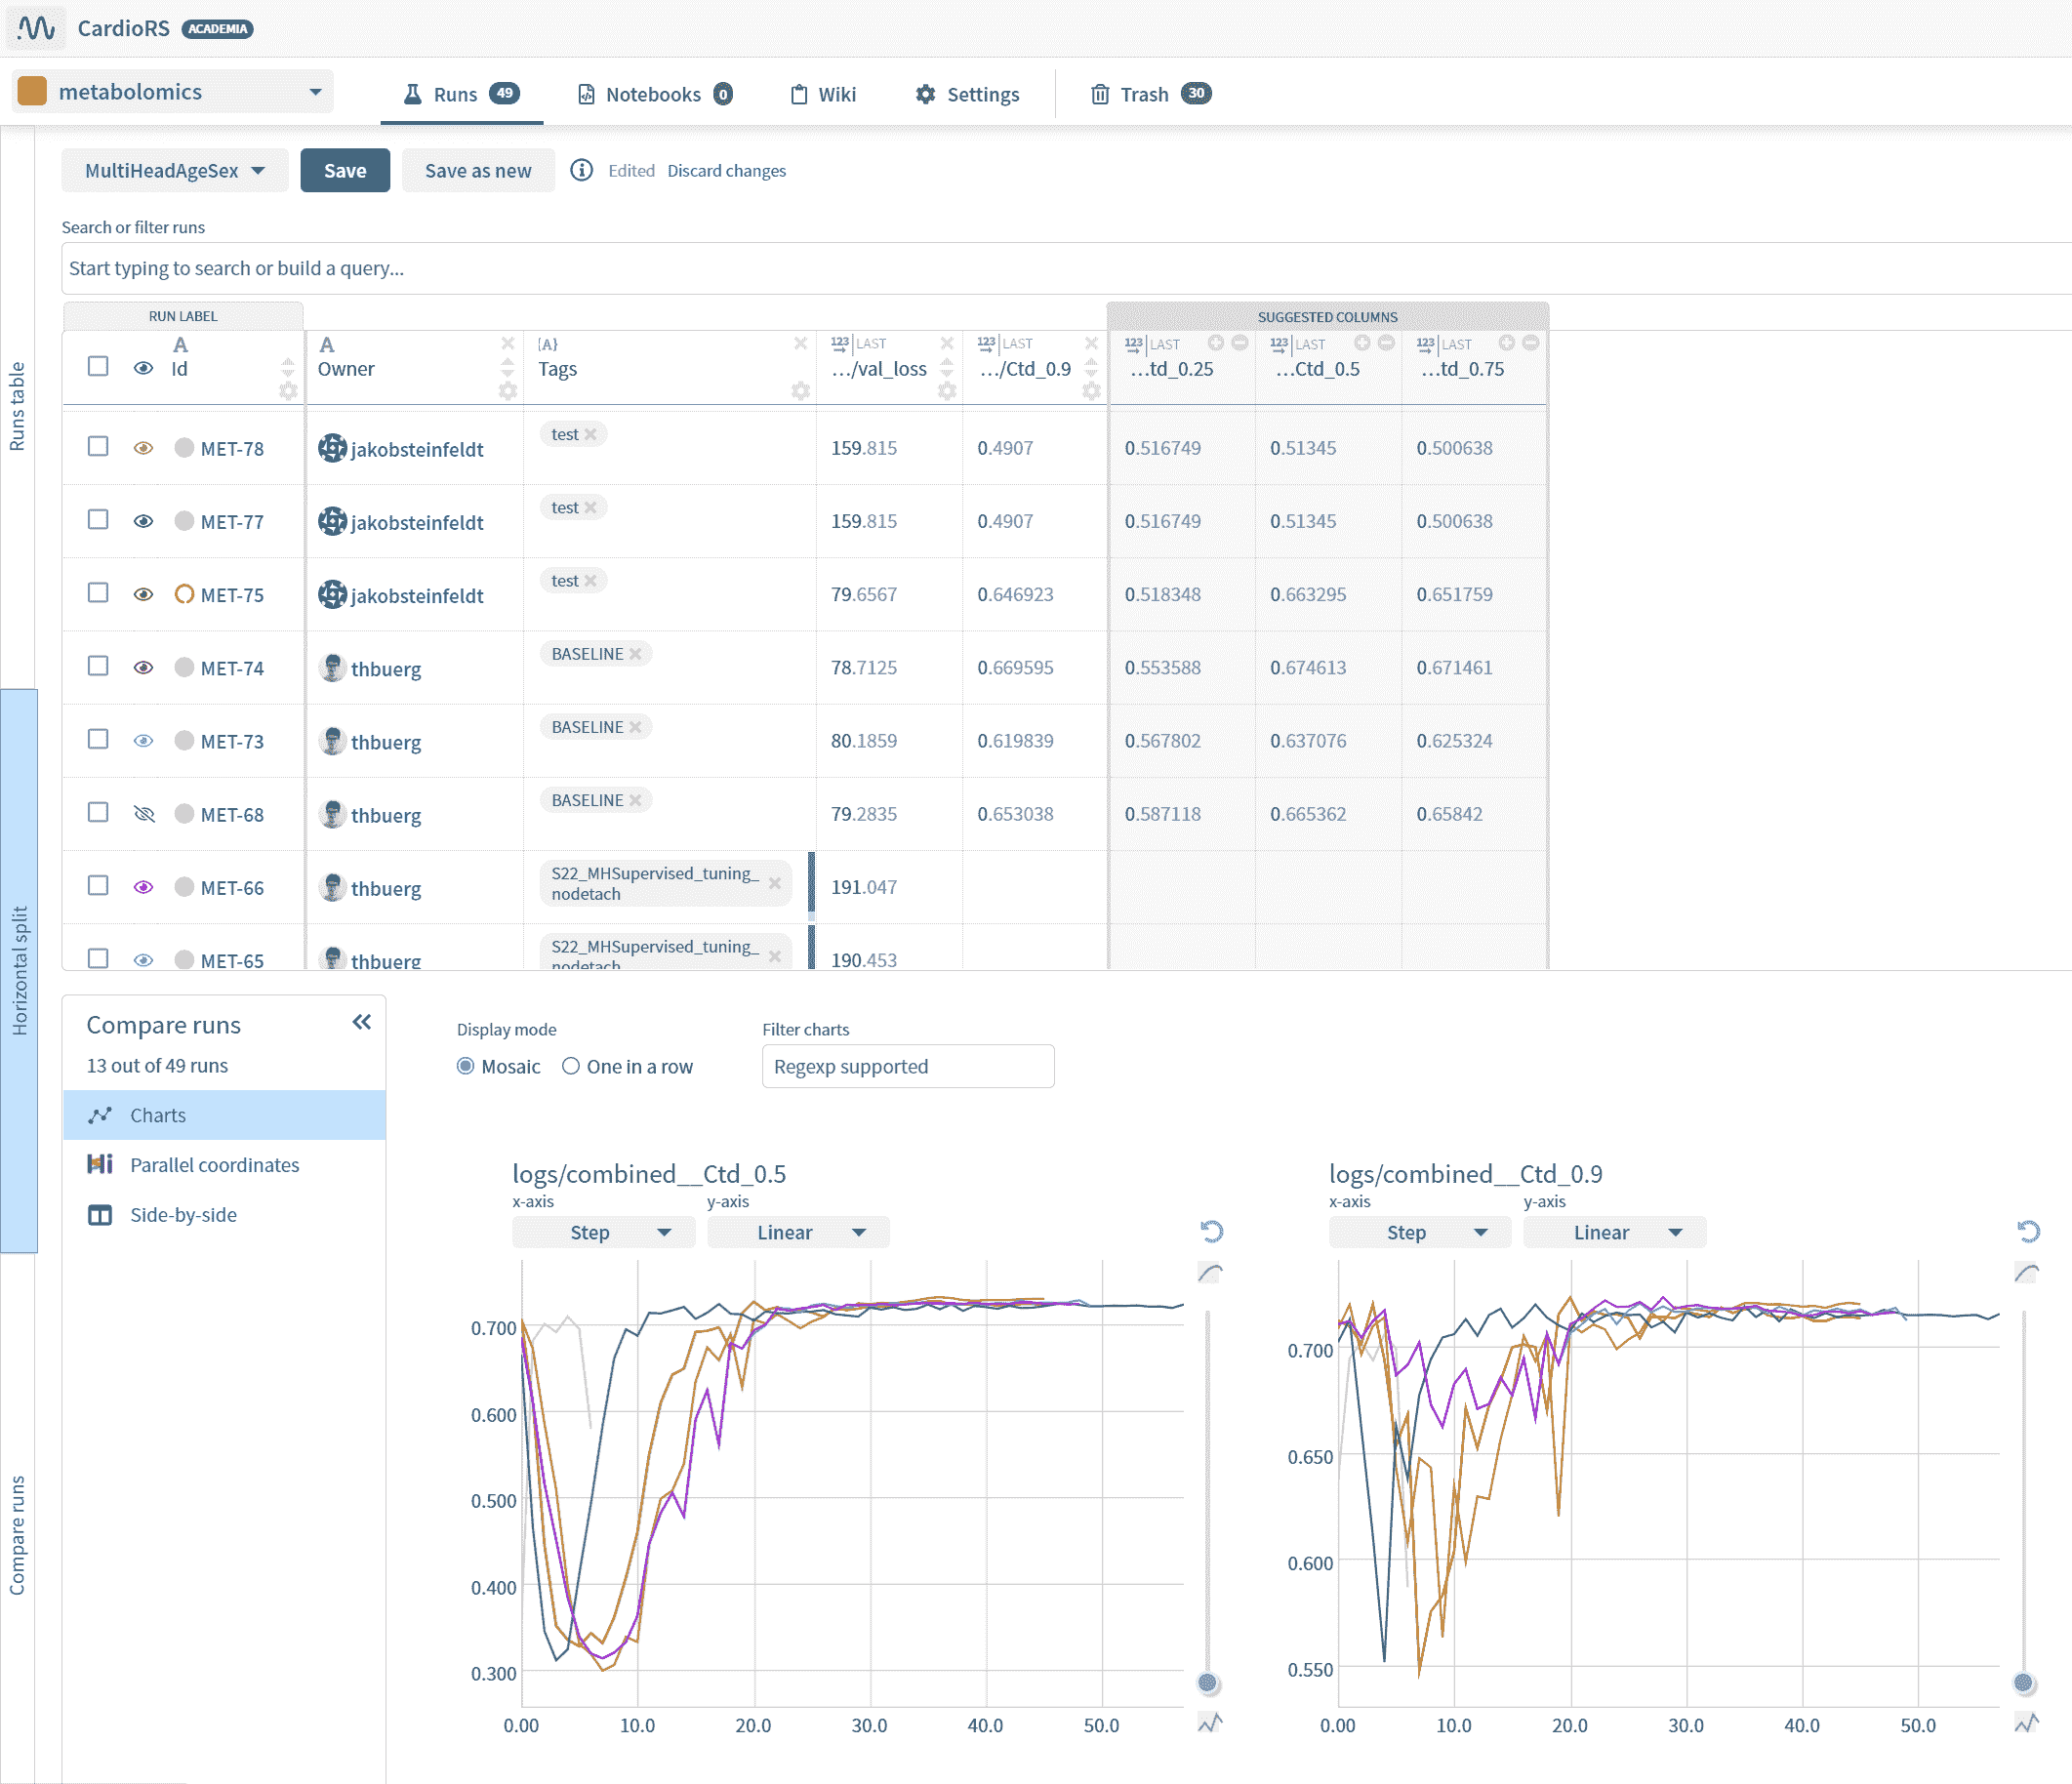 CardioRS ACADEMIA
metabolomics Runs 49 Notebooks 0 Wiki Settings Trash 30
MultiHeadAgeSex Save Save as new Edited Discard changes
Search or filter runs
Start typing to search or build a query...
RUN LABEL SUGGESTED COLUMNS
A A {A} 123 LAST 123 LAST 123 LAST 123 LAST 123 LAST
Id Owner Tags .../val_loss .../Ctd_0.9 ...td_0.25 ...Ctd_0.5 ...td_0.75
MET-78 jakobsteinfeldt test 159.815 0.4907 0.516749 0.51345 0.500638
MET-77 jakobsteinfeldt test 159.815 0.4907 0.516749 0.51345 0.500638
MET-75 jakobsteinfeldt test 79.6567 0.646923 0.518348 0.663295 0.651759
MET-74 thbuerg BASELINE 78.7125 0.669595 0.553588 0.674613 0.671461
MET-73 thbuerg BASELINE 80.1859 0.619839 0.567802 0.637076 0.625324
MET-68 thbuerg BASELINE 79.2835 0.653038 0.587118 0.665362 0.65842
MET-66 thbuerg S22_MHSupervised_tuning_
nodetach 191.047
MET-65 thbuerg S22_MHSupervised_tuning_
nodetach 190.453
Runs table
Horizontal split
Compare runs
Compare runs
13 out of 49 runs
Charts
Parallel coordinates
Side-by-side
Display mode Filter charts
Mosaic One in a row Regexp supported
logs/combined__Ctd_0.5
x-axis y-axis
Step Linear
0.700
0.600
0.500
0.400
0.300
0.00 10.0 20.0 30.0 40.0 50.0
logs/combined__Ctd_0.9
x-axis y-axis
Step Linear
0.700
0.650
0.600
0.550
0.00 10.0 20.0 30.0 40.0 50.0